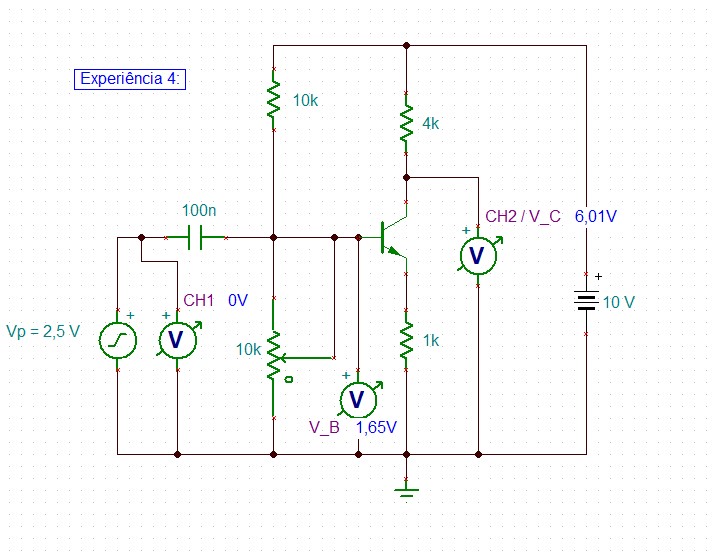 Experiência 4:
10k
4k
100n
CH2 / V_C 6,01V
+
+
V
CH1 0V
10 V
Vp = 2,5 V
+
+
V
10k
1k
+
V
V_B 1,65V